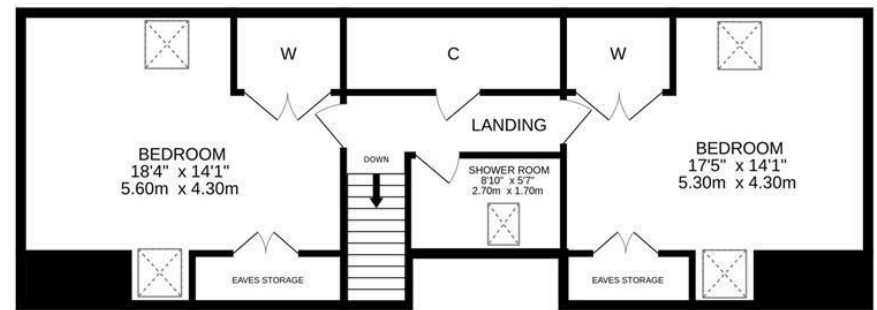 W
C
W
LANDING
BEDROOM
18'4" x 14'1"
5.60m x 4.30m
DOWN
SHOWER ROOM
8'10" x 5'7"
2.70m x 1.70m
BEDROOM
17'5" x 14'1"
5.30m x 4.30m
EAVES STORAGE
EAVES STORAGE